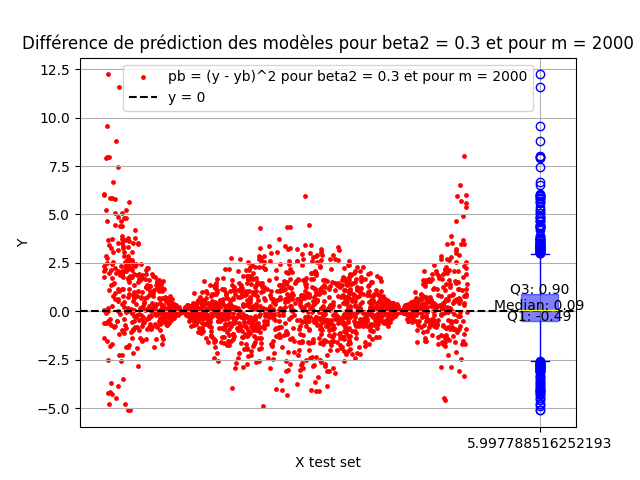 Différence de prédiction des modèles pour beta2 = 0.3 et pour m = 2000
pb = (y - yb)^2 pour beta2 = 0.3 et pour m = 2000
y = 0
12.5
10.0
7.5
5.0
2.5
0.0
−2.5
−5.0
Y
Q3: 0.90
Median: 0.09
Q1: -0.49
5.997788516252193
X test set